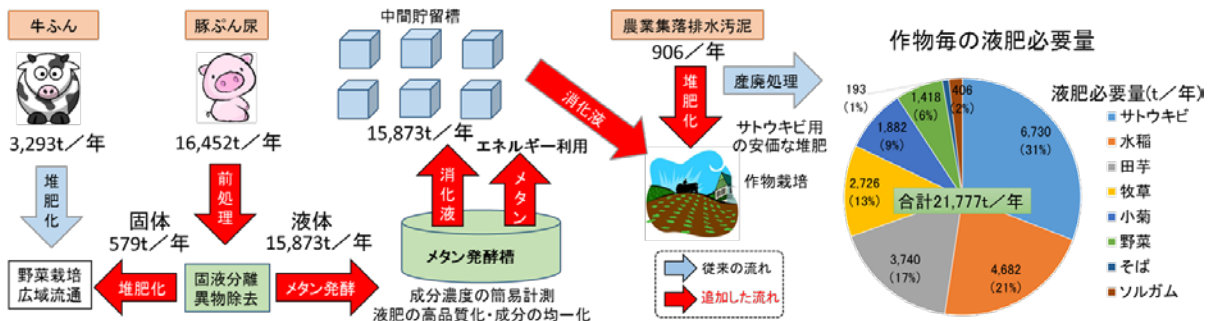 牛ふん
3,293t／年
堆肥化
野菜栽培
広域流通
豚ぷん尿
16,452t／年
前処理
固体
579t／年
液体
15,873t／年
堆肥化
固液分離
異物除去
メタン発酵
中間貯留槽
15,873t／年
エネルギー利用
消化液
メタン
メタン発酵槽
成分濃度の簡易計測
液肥の高品質化・成分の均一化
消化液
農業集落排水汚泥
906／年
堆肥化
産廃処理
サトウキビ用
の安価な堆肥
作物栽培
従来の流れ
追加した流れ
作物毎の液肥必要量
193
(1%)
406
(2%)
1,418
(6%)
1,882
(9%)
2,726
(13%)
3,740
(17%)
4,682
(21%)
6,730
(31%)
合計21,777t／年
液肥必要量(t／年)
サトウキビ
水稲
田芋
牧草
小菊
野菜
そば
ソルガム